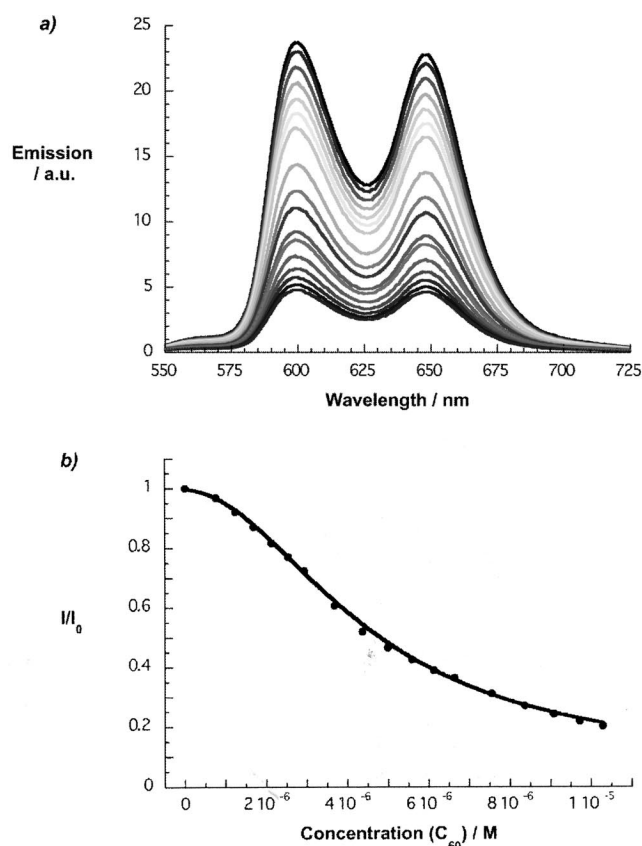 a)
25
20
15
10
5
0
Emission
/ a.u.
550 575 600 625 650 675 700 725
Wavelength / nm
b)
1
0.8
0.6
0.4
0.2
0
I/I0
0 2 10-6 4 10-6 6 10-6 8 10-6 1 10-5
Concentration (C60) / M